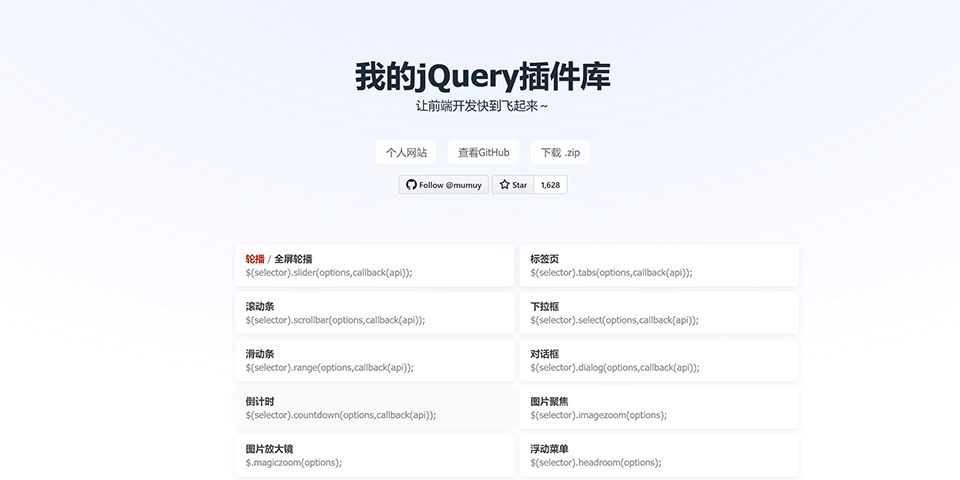 我的jQuery插件库
让前端开发快到飞起来～
个人网站 查看GitHub 下载 .zip
Follow @mumuy Star 1,628
轮播 / 全屏轮播
$(selector).slider(options,callback(api));
标签页
$(selector).tabs(options,callback(api));
滚动条
$(selector).scrollbar(options,callback(api));
下拉框
$(selector).select(options,callback(api));
滑动条
$(selector).range(options,callback(api));
对话框
$(selector).dialog(options,callback(api));
倒计时
$(selector).countdown(options,callback(api));
图片聚焦
$(selector).imagezoom(options);
图片放大镜
$.magiczoom(options);
浮动菜单
$(selector).headroom(options);